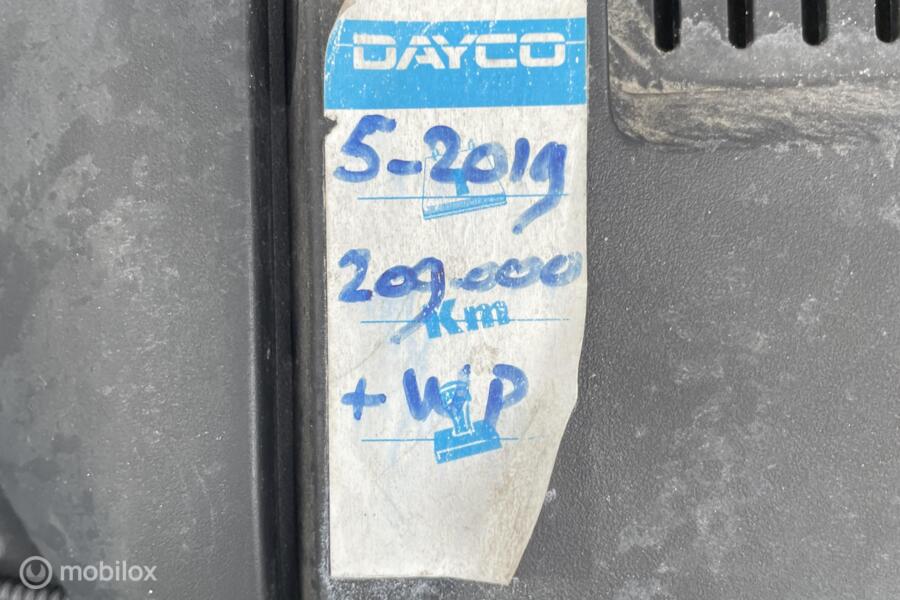 DAYCO
5-2019
209.000
Km
+ WP
mobilox